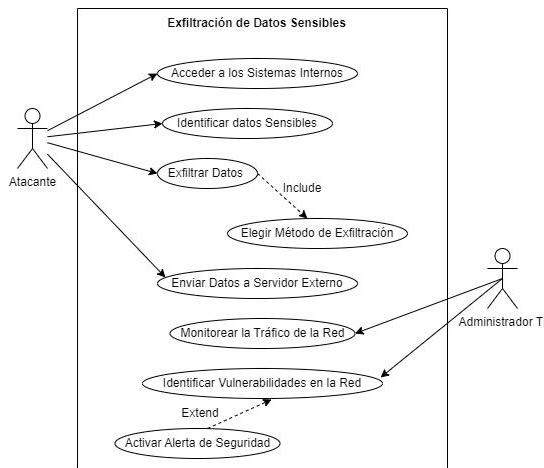 Exfiltración de Datos Sensibles
Acceder a los Sistemas Internos
Identificar datos Sensibles
Atacante
Exfiltrar Datos
Include
Elegir Método de Exfiltración
Enviar Datos a Servidor Externo
Administrador T
Monitorear la Tráfico de la Red
Identificar Vulnerabilidades en la Red
Extend
Activar Alerta de Seguridad